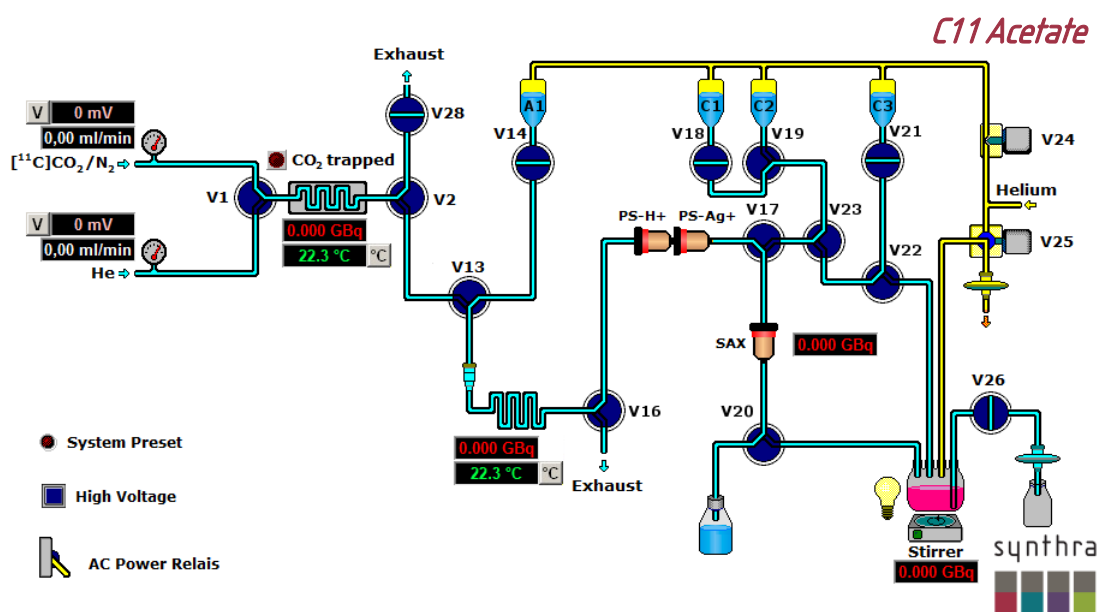 C11 Acetate
Exhaust
V 0 mV
0,00 ml/min
[¹¹C]CO₂/N₂
CO₂ trapped
V28
V14
A1
C1
C2
C3
V18
V19
V21
V24
V1
V2
Helium
V 0 mV
0,00 ml/min
He
0.000 GBq
22.3 °C °C
PS-H+ PS-Ag+
V17
V23
V25
V13
V22
SAX
0.000 GBq
V16
V20
V26
0.000 GBq
22.3 °C °C
Exhaust
System Preset
High Voltage
AC Power Relais
Stirrer
0.000 GBq
synthra